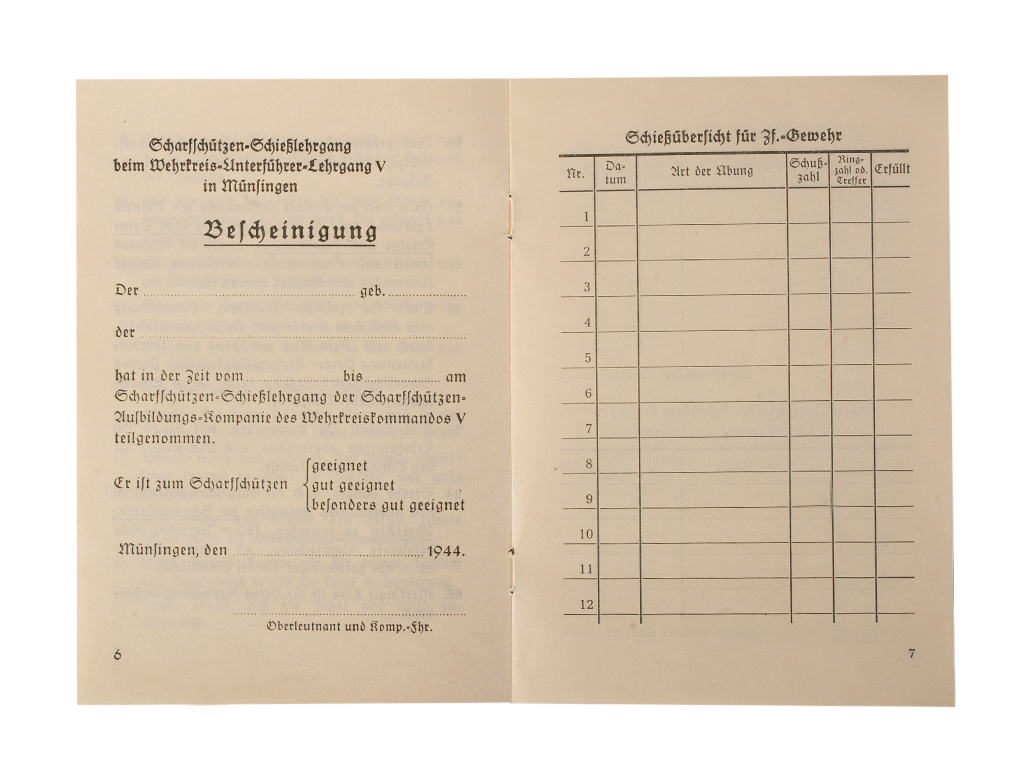 Scharfschützen-Schießlehrgang
beim Wehrkreis-Unterführer-Lehrgang V
in Münsingen
Bescheinigung
Der ........................ geb. ................
der ........................
hat in der Zeit vom ................ bis ................ am
Scharfschützen-Schießlehrgang der Scharfschützen-
Ausbildungs-Kompanie des Wehrkreiskommandos V
teilgenommen.
geeignet
Er ist zum Scharfschützen { gut geeignet
besonders gut geeignet
Münsingen, den ........................ 1944.
Oberleutnant und Komp.-Fhr.
6
Schießübersicht für Zf.-Gewehr
Nr. Da-tum Art der Übung Schuß-zahl Ring-zahl od. Treffer Erfüllt
1
2
3
4
5
6
7
8
9
10
11
12
7